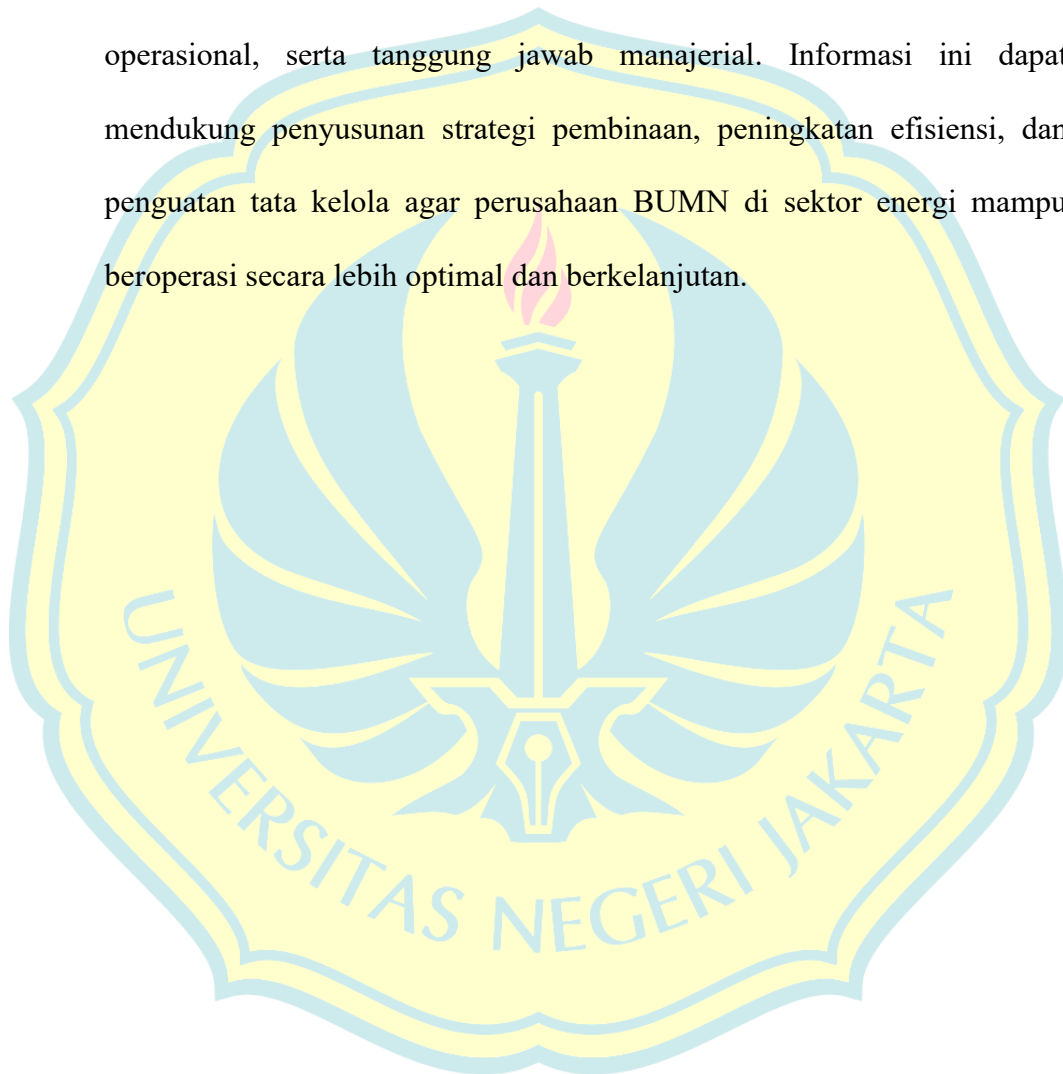 operasional, serta tanggung jawab manajerial. Informasi ini dapat
mendukung penyusunan strategi pembinaan, peningkatan efisiensi, dan
penguatan tata kelola agar perusahaan BUMN di sektor energi mampu
beroperasi secara lebih optimal dan berkelanjutan.
UNIVERSITAS NEGERI JAKARTA